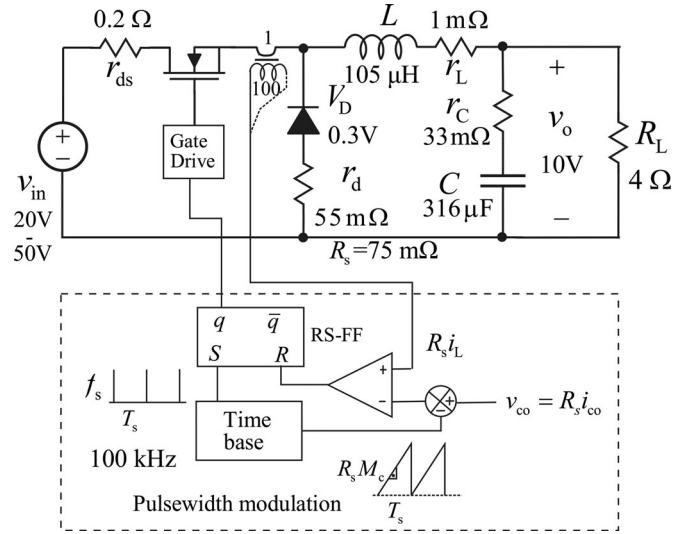 0.2 Ω
r_ds
1
100
L
105 μH
1 mΩ
r_L
V_D
0.3V
r_d
55 mΩ
r_C
33mΩ
C
316 μF
+
v_o
10V
−
R_L
4 Ω
+
−
v_in
20V
-
50V
Gate
Drive
R_s=75 mΩ
q
q̅
S
R
RS-FF
R_s i_L
f_s
T_s
100 kHz
Time
base
+
−
+
−
v_co = R_s i_co
R_s M_c
T_s
Pulsewidth modulation